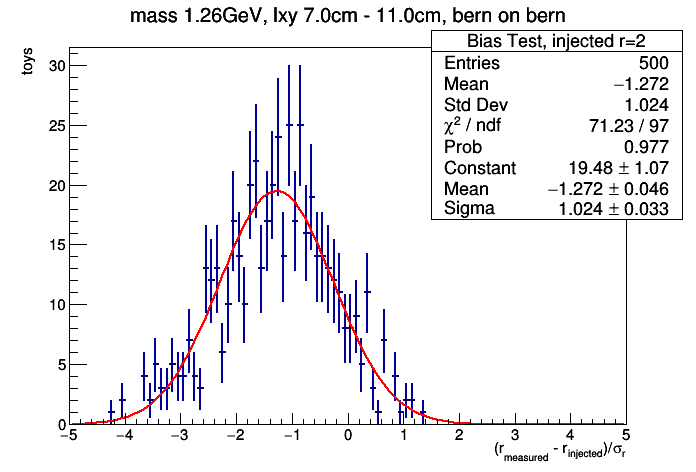 mass 1.26GeV, lxy 7.0cm - 11.0cm, bern on bern
toys
Bias Test, injected r=2
Entries 500
Mean −1.272
Std Dev 1.024
χ² / ndf 71.23 / 97
Prob 0.977
Constant 19.48 ± 1.07
Mean −1.272 ± 0.046
Sigma 1.024 ± 0.033
30
25
20
15
10
5
0
−5 −4 −3 −2 −1 0 1 2 3 4 5
(r_measured - r_injected)/σ_r